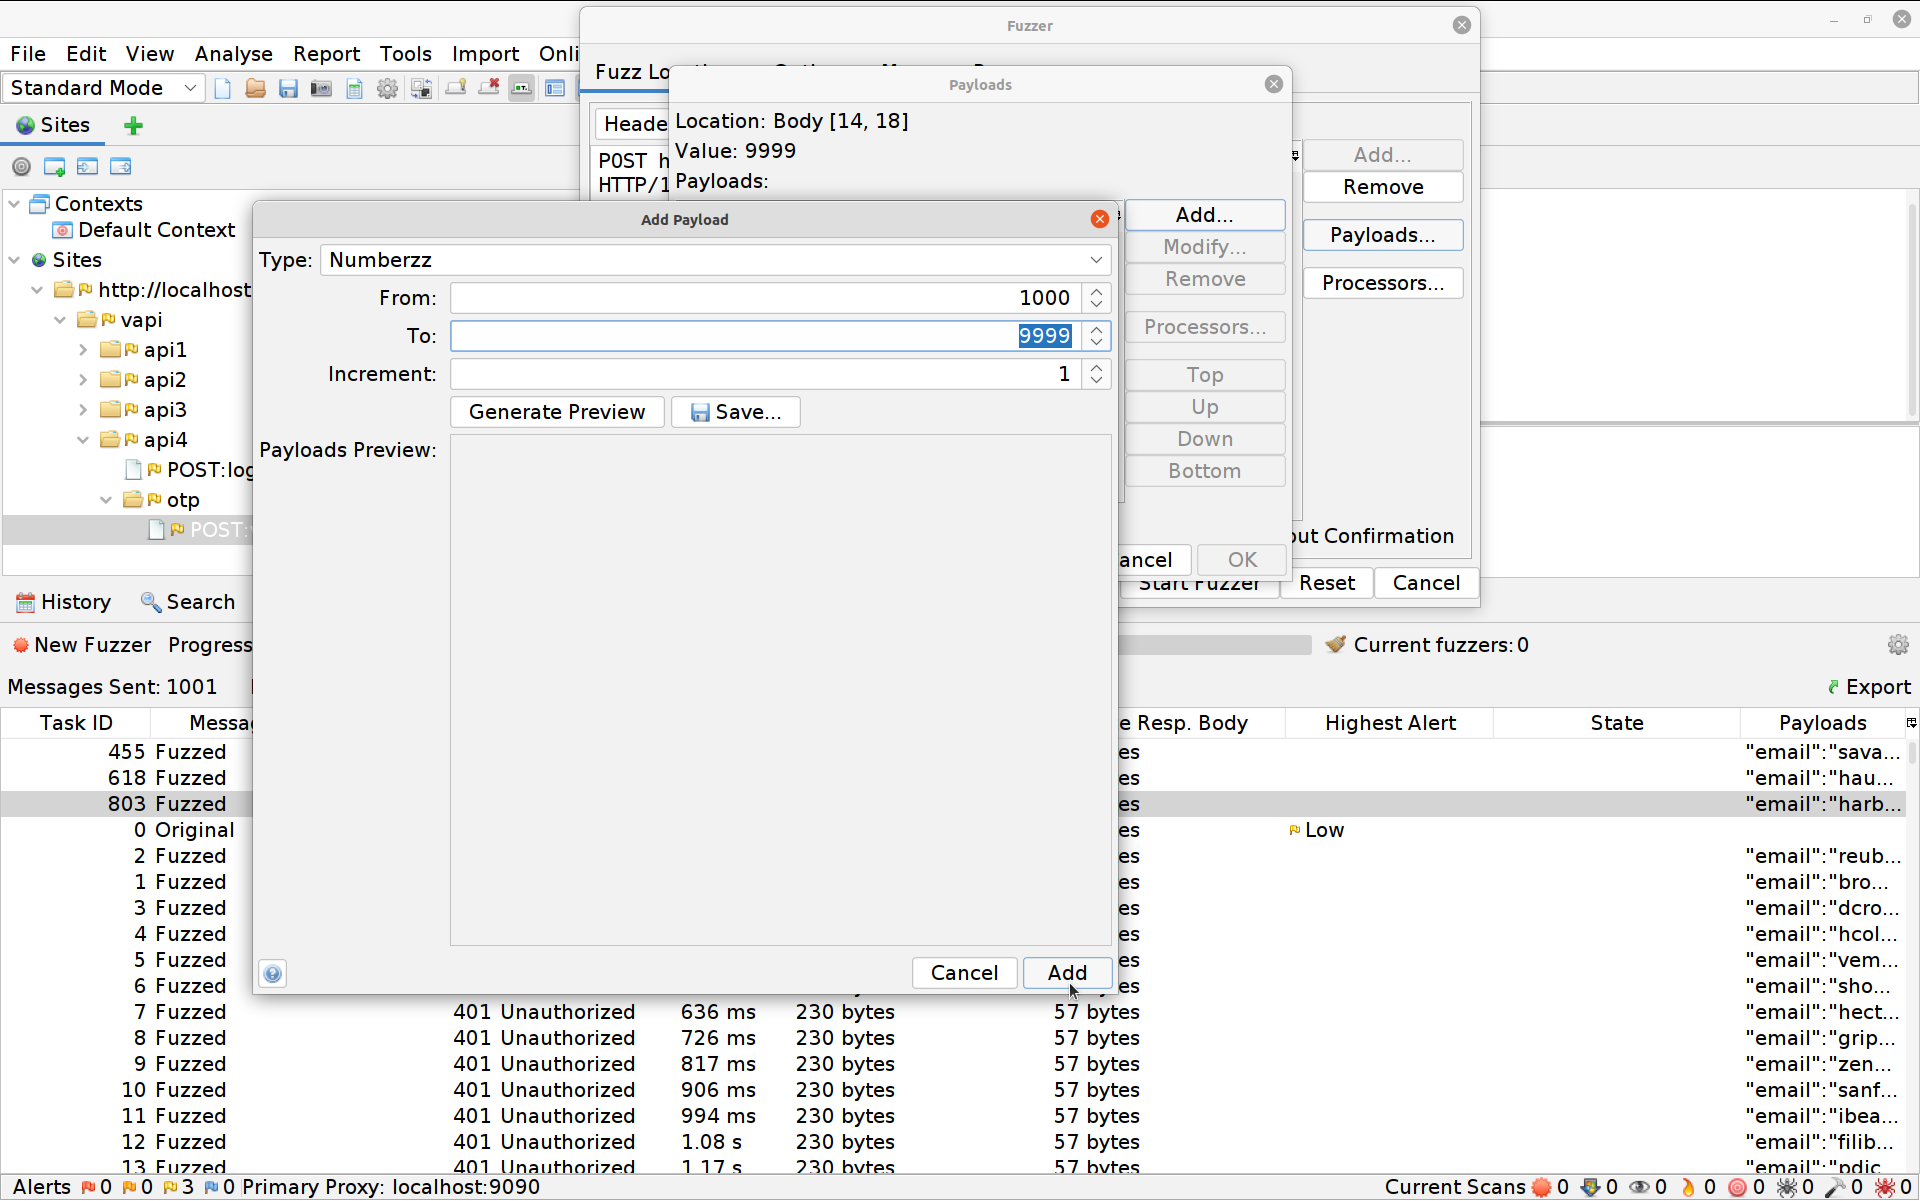 Fuzzer
File Edit View Analyse Report Tools Import Onli
Standard Mode
Fuzz Lo
Payloads
Sites
Heade
Location: Body [14, 18]
POST h
Value: 9999
Add...
HTTP/1
Payloads:
Remove
Contexts
Add Payload
Add...
Default Context
Payloads...
Modify...
Sites
Type: Numberzz
Remove
Processors...
http://localhost
From: 1000
vapi
To: 9999
Processors...
api1
Increment: 1
Top
api2
Generate Preview Save...
Up
api3
Down
api4
Payloads Preview:
Bottom
POST:log
otp
POST:
out Confirmation
ancel OK
Start Fuzzer Reset Cancel
History Search
New Fuzzer Progress
Current fuzzers: 0
Messages Sent: 1001
Export
Task ID Messag e Resp. Body Highest Alert State Payloads
455 Fuzzed es "email":"sava...
618 Fuzzed es "email":"hau...
803 Fuzzed es "email":"harb...
0 Original es Low
2 Fuzzed es "email":"reub...
1 Fuzzed es "email":"bro...
3 Fuzzed es "email":"dcro...
4 Fuzzed es "email":"hcol...
5 Fuzzed es "email":"vem...
Cancel Add
6 Fuzzed ytes "email":"sho...
7 Fuzzed 401 Unauthorized 636 ms 230 bytes 57 bytes "email":"hect...
8 Fuzzed 401 Unauthorized 726 ms 230 bytes 57 bytes "email":"grip...
9 Fuzzed 401 Unauthorized 817 ms 230 bytes 57 bytes "email":"zen...
10 Fuzzed 401 Unauthorized 906 ms 230 bytes 57 bytes "email":"sanf...
11 Fuzzed 401 Unauthorized 994 ms 230 bytes 57 bytes "email":"ibea...
12 Fuzzed 401 Unauthorized 1.08 s 230 bytes 57 bytes "email":"filib...
13 Fuzzed 401 Unauthorized 1.17 s 230 bytes 57 bytes "email":"pdic
Alerts 0 0 3 0 Primary Proxy: localhost:9090 Current Scans 0 0 0 0 0 0 0 0